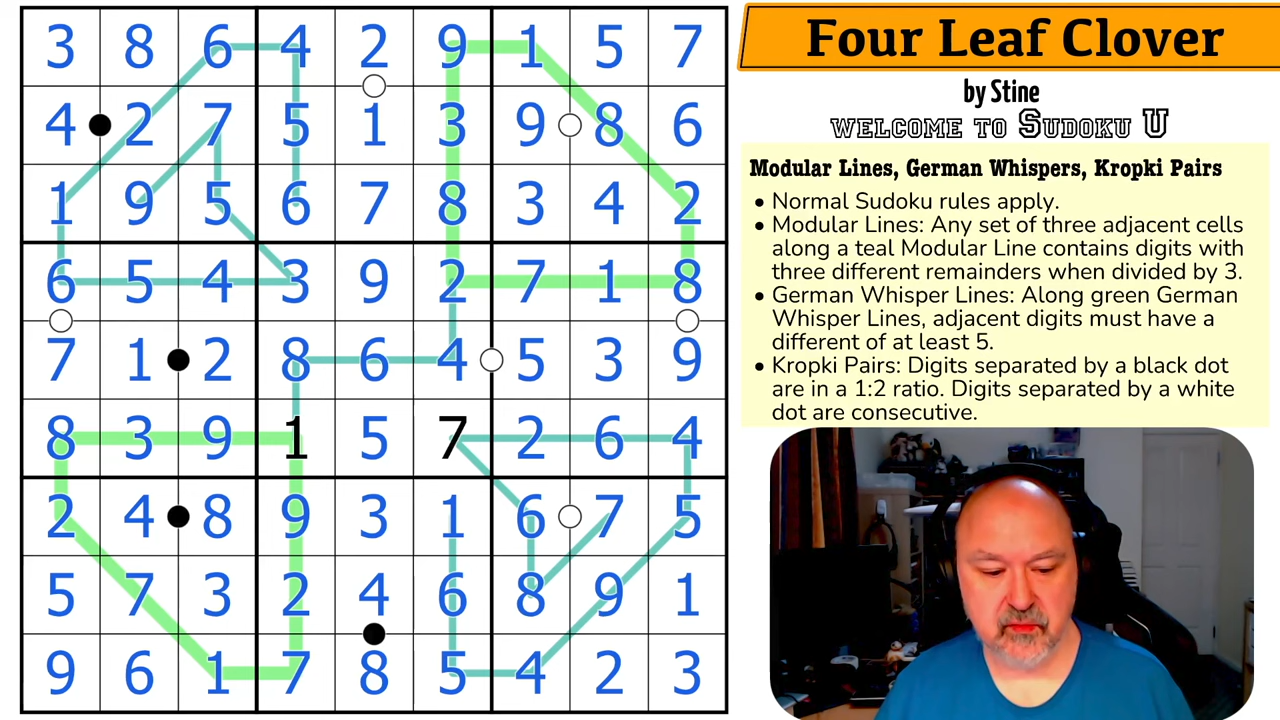 3 8 6 4 2 9 1 5 7
4 2 7 5 1 3 9 8 6
1 9 5 6 7 8 3 4 2
6 5 4 3 9 2 7 1 8
7 1 2 8 6 4 5 3 9
8 3 9 1 5 7 2 6 4
2 4 8 9 3 1 6 7 5
5 7 3 2 4 6 8 9 1
9 6 1 7 8 5 4 2 3
Four Leaf Clover
by Stine
WELCOME TO SUDOKU U
Modular Lines, German Whispers, Kropki Pairs
• Normal Sudoku rules apply.
• Modular Lines: Any set of three adjacent cells
along a teal Modular Line contains digits with
three different remainders when divided by 3.
• German Whisper Lines: Along green German
Whisper Lines, adjacent digits must have a
different of at least 5.
• Kropki Pairs: Digits separated by a black dot
are in a 1:2 ratio. Digits separated by a white
dot are consecutive.